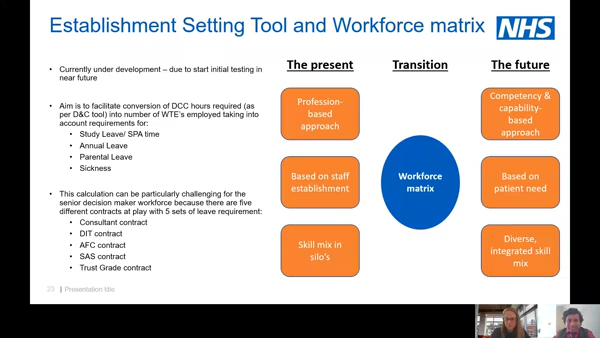 Establishment Setting Tool and Workforce matrix
NHS
• Currently under development – due to start initial testing in
near future
• Aim is to facilitate conversion of DCC hours required (as
per D&C tool) into number of WTE's employed taking into
account requirements for:
• Study Leave/ SPA time
• Annual Leave
• Parental Leave
• Sickness
• This calculation can be particularly challenging for the
senior decision maker workforce because there are five
different contracts at play with 5 sets of leave requirement:
• Consultant contract
• DIT contract
• AFC contract
• SAS contract
• Trust Grade contract
The present
Profession-
based
approach
Based on staff
establishment
Skill mix in
silo's
Transition
Workforce
matrix
The future
Competency &
capability-
based
approach
Based on
patient need
Diverse,
integrated skill
mix
23 | Presentation title